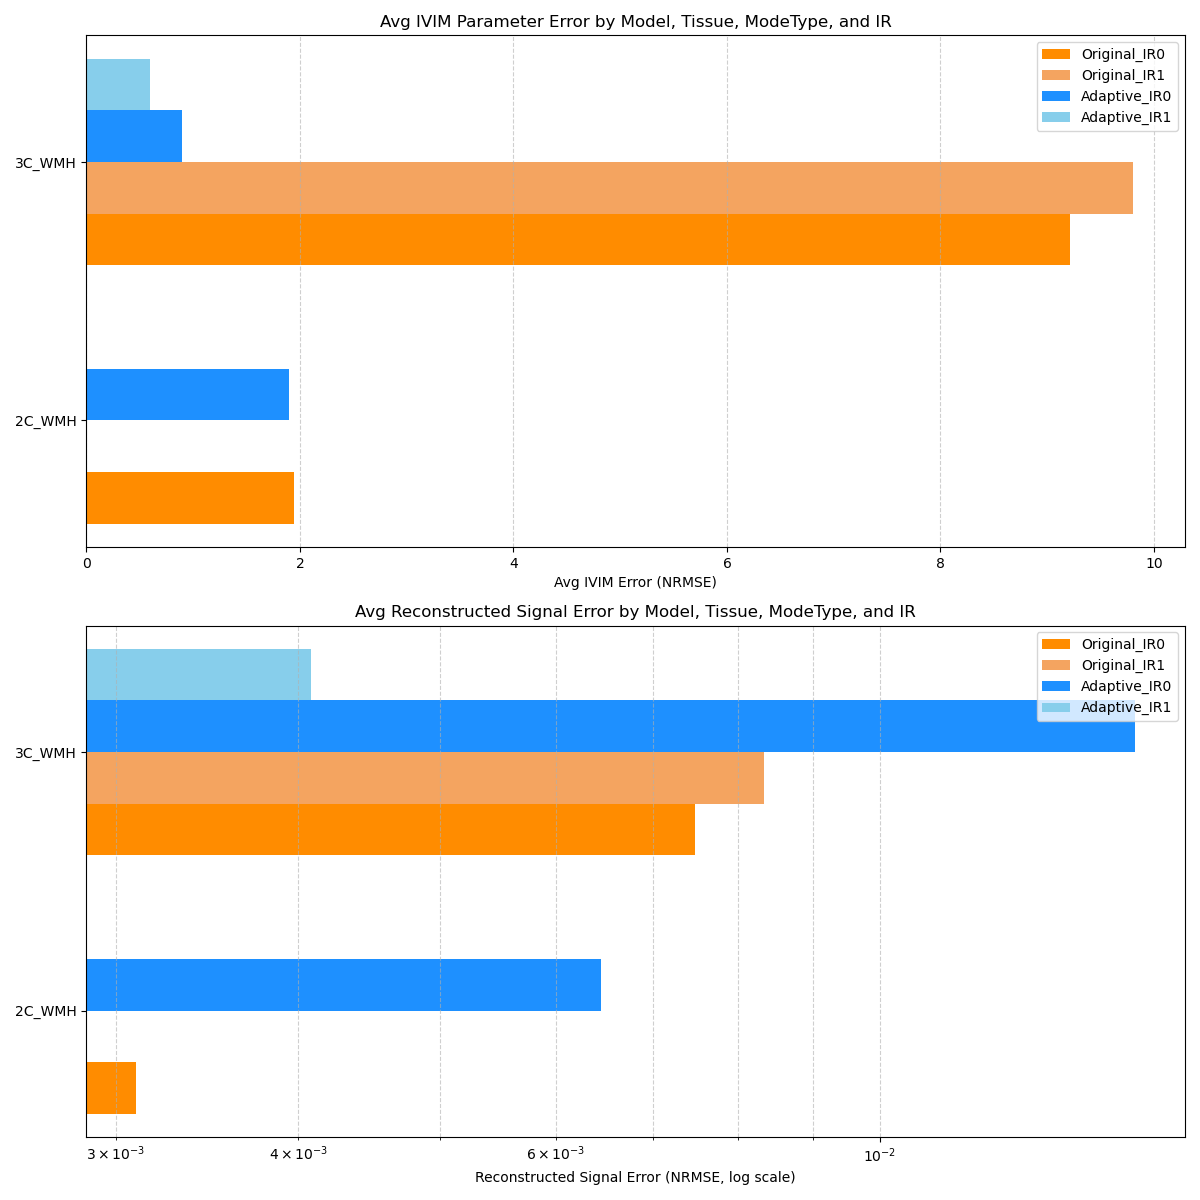 Avg IVIM Parameter Error by Model, Tissue, ModeType, and IR
Original_IR0
Original_IR1
Adaptive_IR0
Adaptive_IR1
3C_WMH
2C_WMH
0 2 4 6 8 10
Avg IVIM Error (NRMSE)
Avg Reconstructed Signal Error by Model, Tissue, ModeType, and IR
Original_IR0
Original_IR1
Adaptive_IR0
Adaptive_IR1
3C_WMH
2C_WMH
3 × 10⁻³ 4 × 10⁻³ 6 × 10⁻³ 10⁻²
Reconstructed Signal Error (NRMSE, log scale)